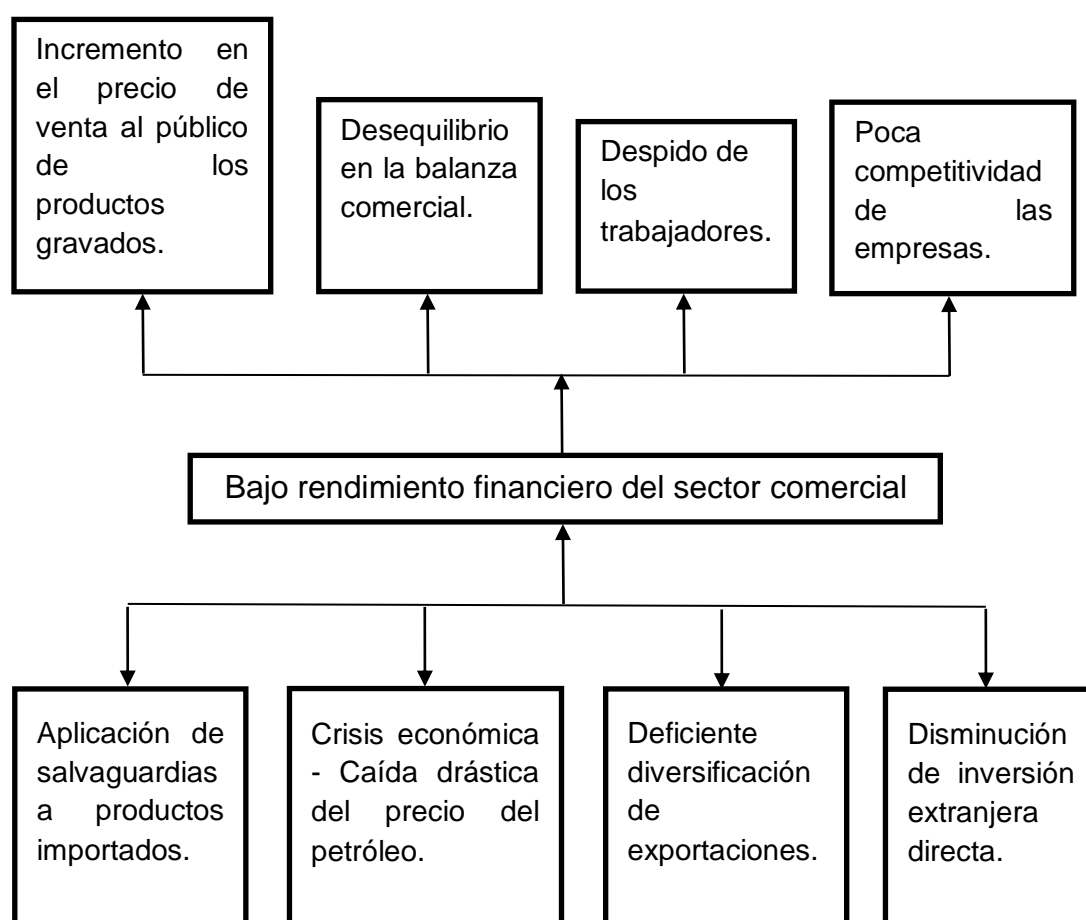 Incremento en
el precio de
venta al público
de los
productos
gravados.
Desequilibrio
en la balanza
comercial.
Despido de
los
trabajadores.
Poca
competitividad
de las
empresas.
Bajo rendimiento financiero del sector comercial
Aplicación de
salvaguardias
a productos
importados.
Crisis económica
- Caída drástica
del precio del
petróleo.
Deficiente
diversificación
de
exportaciones.
Disminución
de inversión
extranjera
directa.